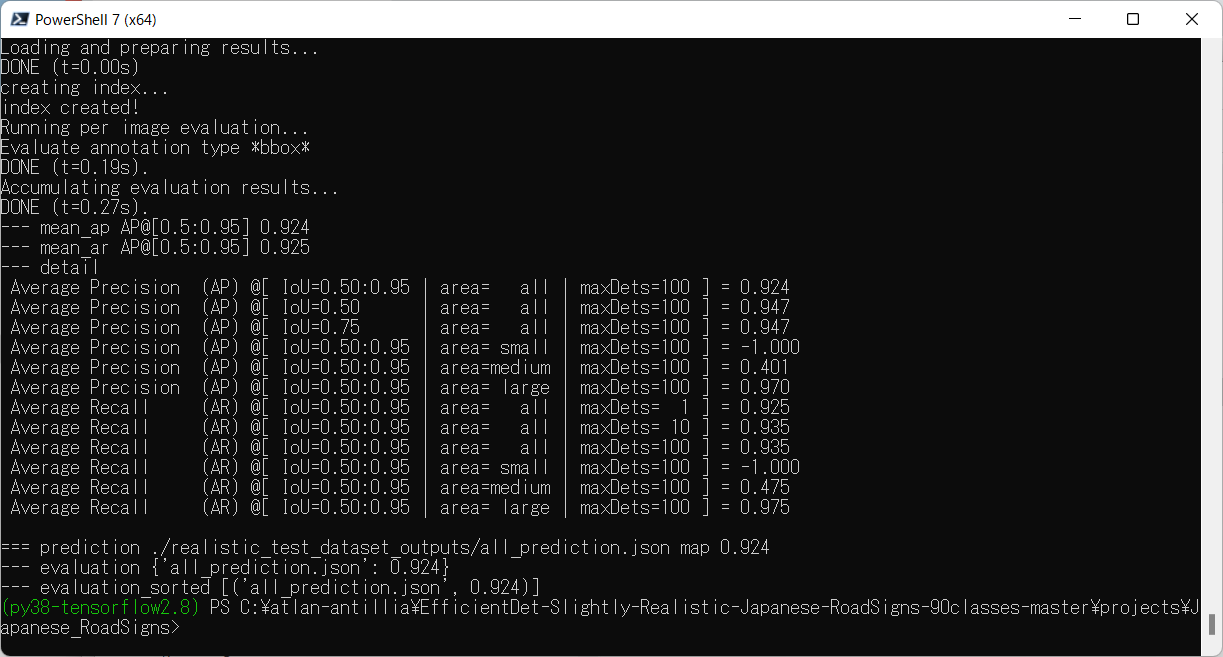 PowerShell 7 (x64)
Loading and preparing results...
DONE (t=0.00s)
creating index...
index created!
Running per image evaluation...
Evaluate annotation type *bbox*
DONE (t=0.19s).
Accumulating evaluation results...
DONE (t=0.27s).
--- mean_ap AP@[0.5:0.95] 0.924
--- mean_ar AP@[0.5:0.95] 0.925
--- detail
 Average Precision  (AP) @[ IoU=0.50:0.95 | area=   all | maxDets=100 ] = 0.924
 Average Precision  (AP) @[ IoU=0.50      | area=   all | maxDets=100 ] = 0.947
 Average Precision  (AP) @[ IoU=0.75      | area=   all | maxDets=100 ] = 0.947
 Average Precision  (AP) @[ IoU=0.50:0.95 | area= small | maxDets=100 ] = -1.000
 Average Precision  (AP) @[ IoU=0.50:0.95 | area=medium | maxDets=100 ] = 0.401
 Average Precision  (AP) @[ IoU=0.50:0.95 | area= large | maxDets=100 ] = 0.970
 Average Recall     (AR) @[ IoU=0.50:0.95 | area=   all | maxDets=  1 ] = 0.925
 Average Recall     (AR) @[ IoU=0.50:0.95 | area=   all | maxDets= 10 ] = 0.935
 Average Recall     (AR) @[ IoU=0.50:0.95 | area=   all | maxDets=100 ] = 0.935
 Average Recall     (AR) @[ IoU=0.50:0.95 | area= small | maxDets=100 ] = -1.000
 Average Recall     (AR) @[ IoU=0.50:0.95 | area=medium | maxDets=100 ] = 0.475
 Average Recall     (AR) @[ IoU=0.50:0.95 | area= large | maxDets=100 ] = 0.975
=== prediction ./realistic_test_dataset_outputs/all_prediction.json map 0.924
--- evaluation {'all_prediction.json': 0.924}
--- evaluation_sorted [('all_prediction.json', 0.924)]
(py38-tensorflow2.8) PS C:¥atlan-antillia¥EfficientDet-Slightly-Realistic-Japanese-RoadSigns-90classes-master¥projects¥J
apanese_RoadSigns>